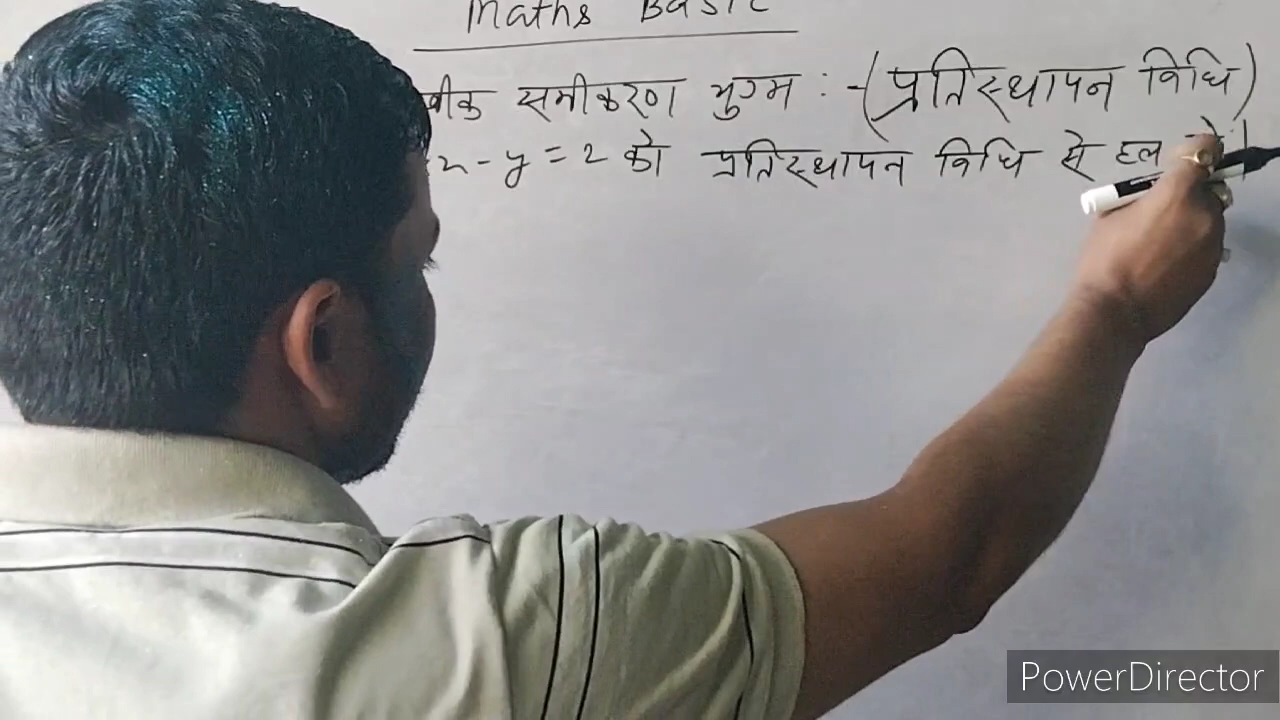 Maths Basic
समीकरण युग्म :- (प्रतिस्थापन विधि)
x - y = 2 को प्रतिस्थापन विधि से हल
PowerDirector